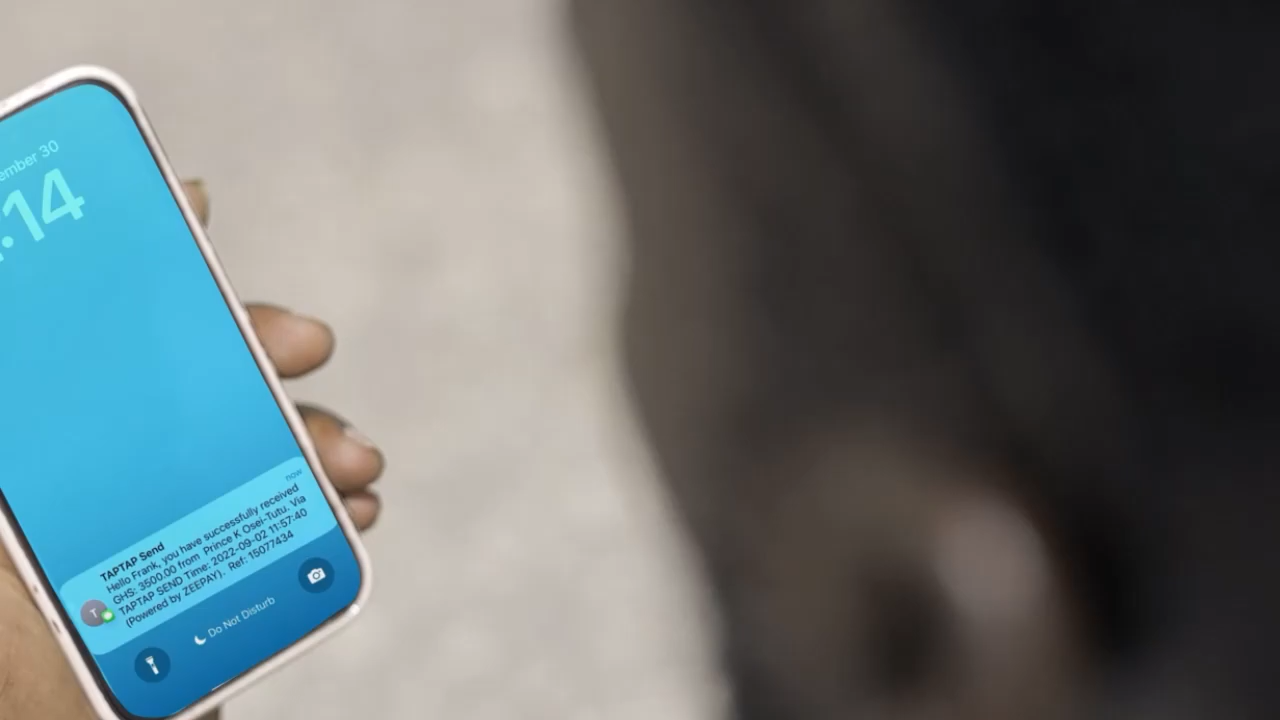 ember 30
:14
now
TAPTAP Send
Hello Frank, you have successfully received
GHS: 3500.00 from Prince K Osei-Tutu. Via
TAPTAP SEND Time: 2022-09-02 11:57:40
(Powered by ZEEPAY). Ref: 15077434
T
Do Not Disturb